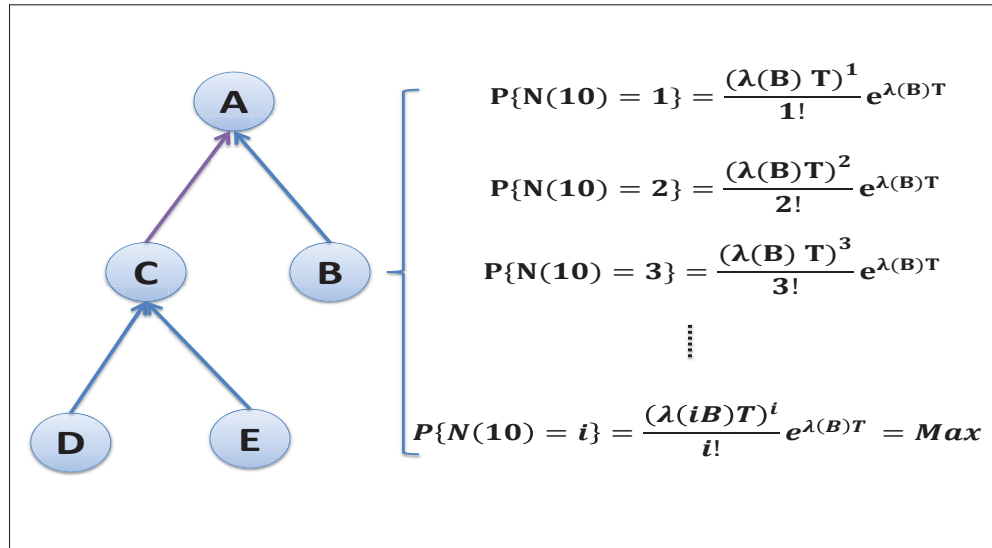 A
C
B
D
E
P{N(10) = 1} = (λ(B) T)^1 / 1! e^λ(B)T
P{N(10) = 2} = (λ(B)T)^2 / 2! e^λ(B)T
P{N(10) = 3} = (λ(B) T)^3 / 3! e^λ(B)T
P{N(10) = i} = (λ(iB)T)^i / i! e^λ(B)T = Max